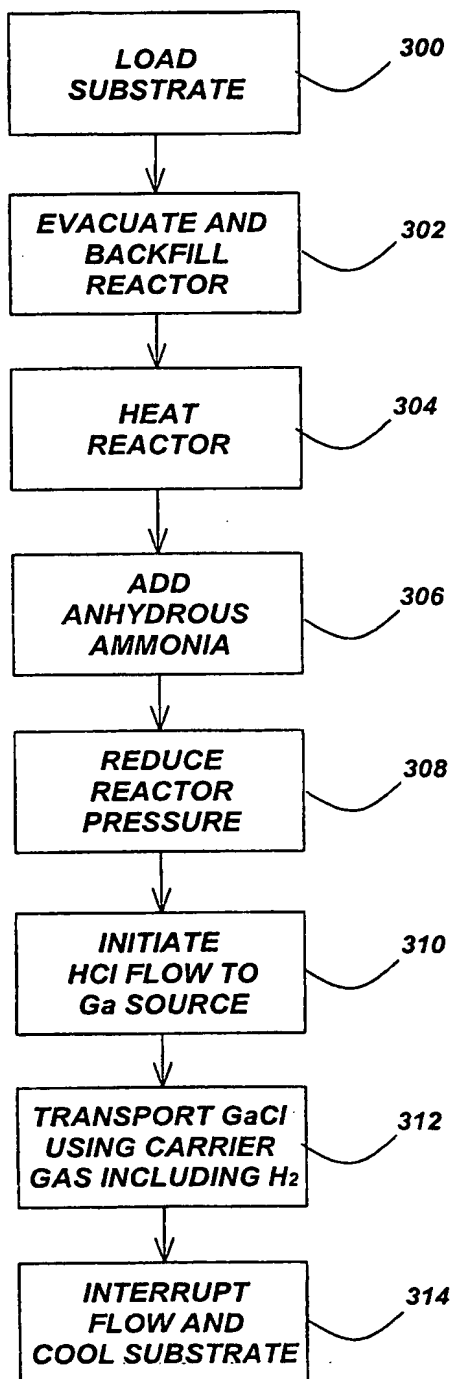 LOAD
SUBSTRATE
300
EVACUATE AND
BACKFILL
REACTOR
302
HEAT
REACTOR
304
ADD
ANHYDROUS
AMMONIA
306
REDUCE
REACTOR
PRESSURE
308
INITIATE
HCl FLOW TO
Ga SOURCE
310
TRANSPORT GaCl
USING CARRIER
GAS INCLUDING H2
312
INTERRUPT
FLOW AND
COOL SUBSTRATE
314